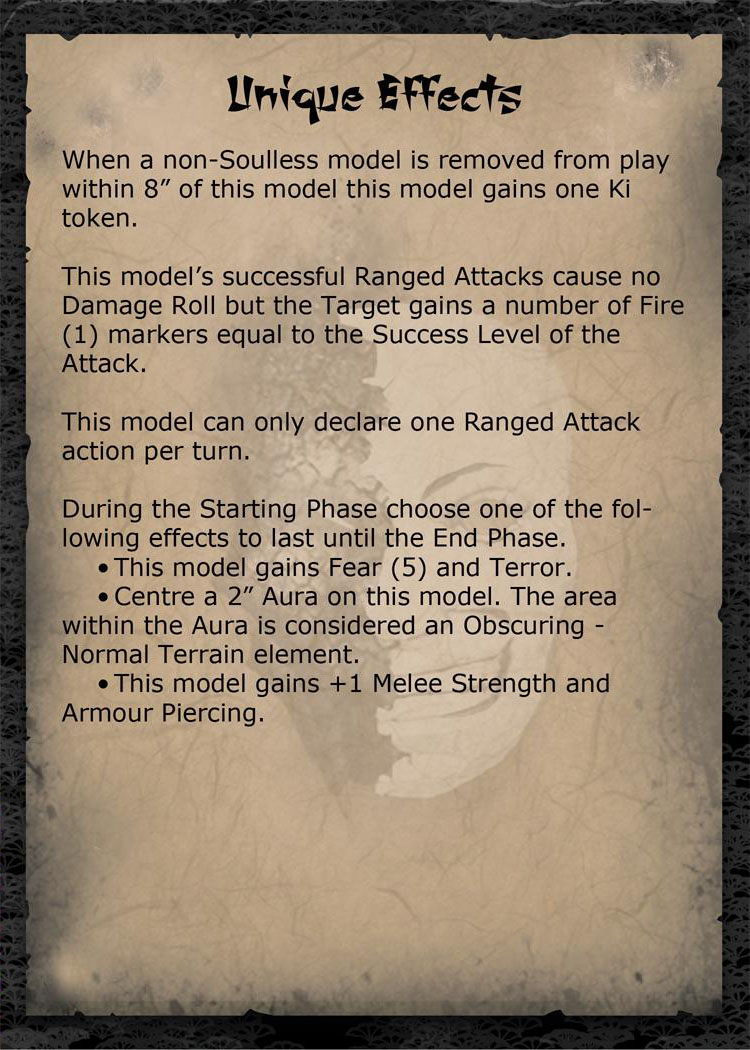 Unique Effects
When a non-Soulless model is removed from play
within 8” of this model this model gains one Ki
token.
This model’s successful Ranged Attacks cause no
Damage Roll but the Target gains a number of Fire
(1) markers equal to the Success Level of the
Attack.
This model can only declare one Ranged Attack
action per turn.
During the Starting Phase choose one of the fol-
lowing effects to last until the End Phase.
• This model gains Fear (5) and Terror.
• Centre a 2” Aura on this model. The area
within the Aura is considered an Obscuring -
Normal Terrain element.
• This model gains +1 Melee Strength and
Armour Piercing.